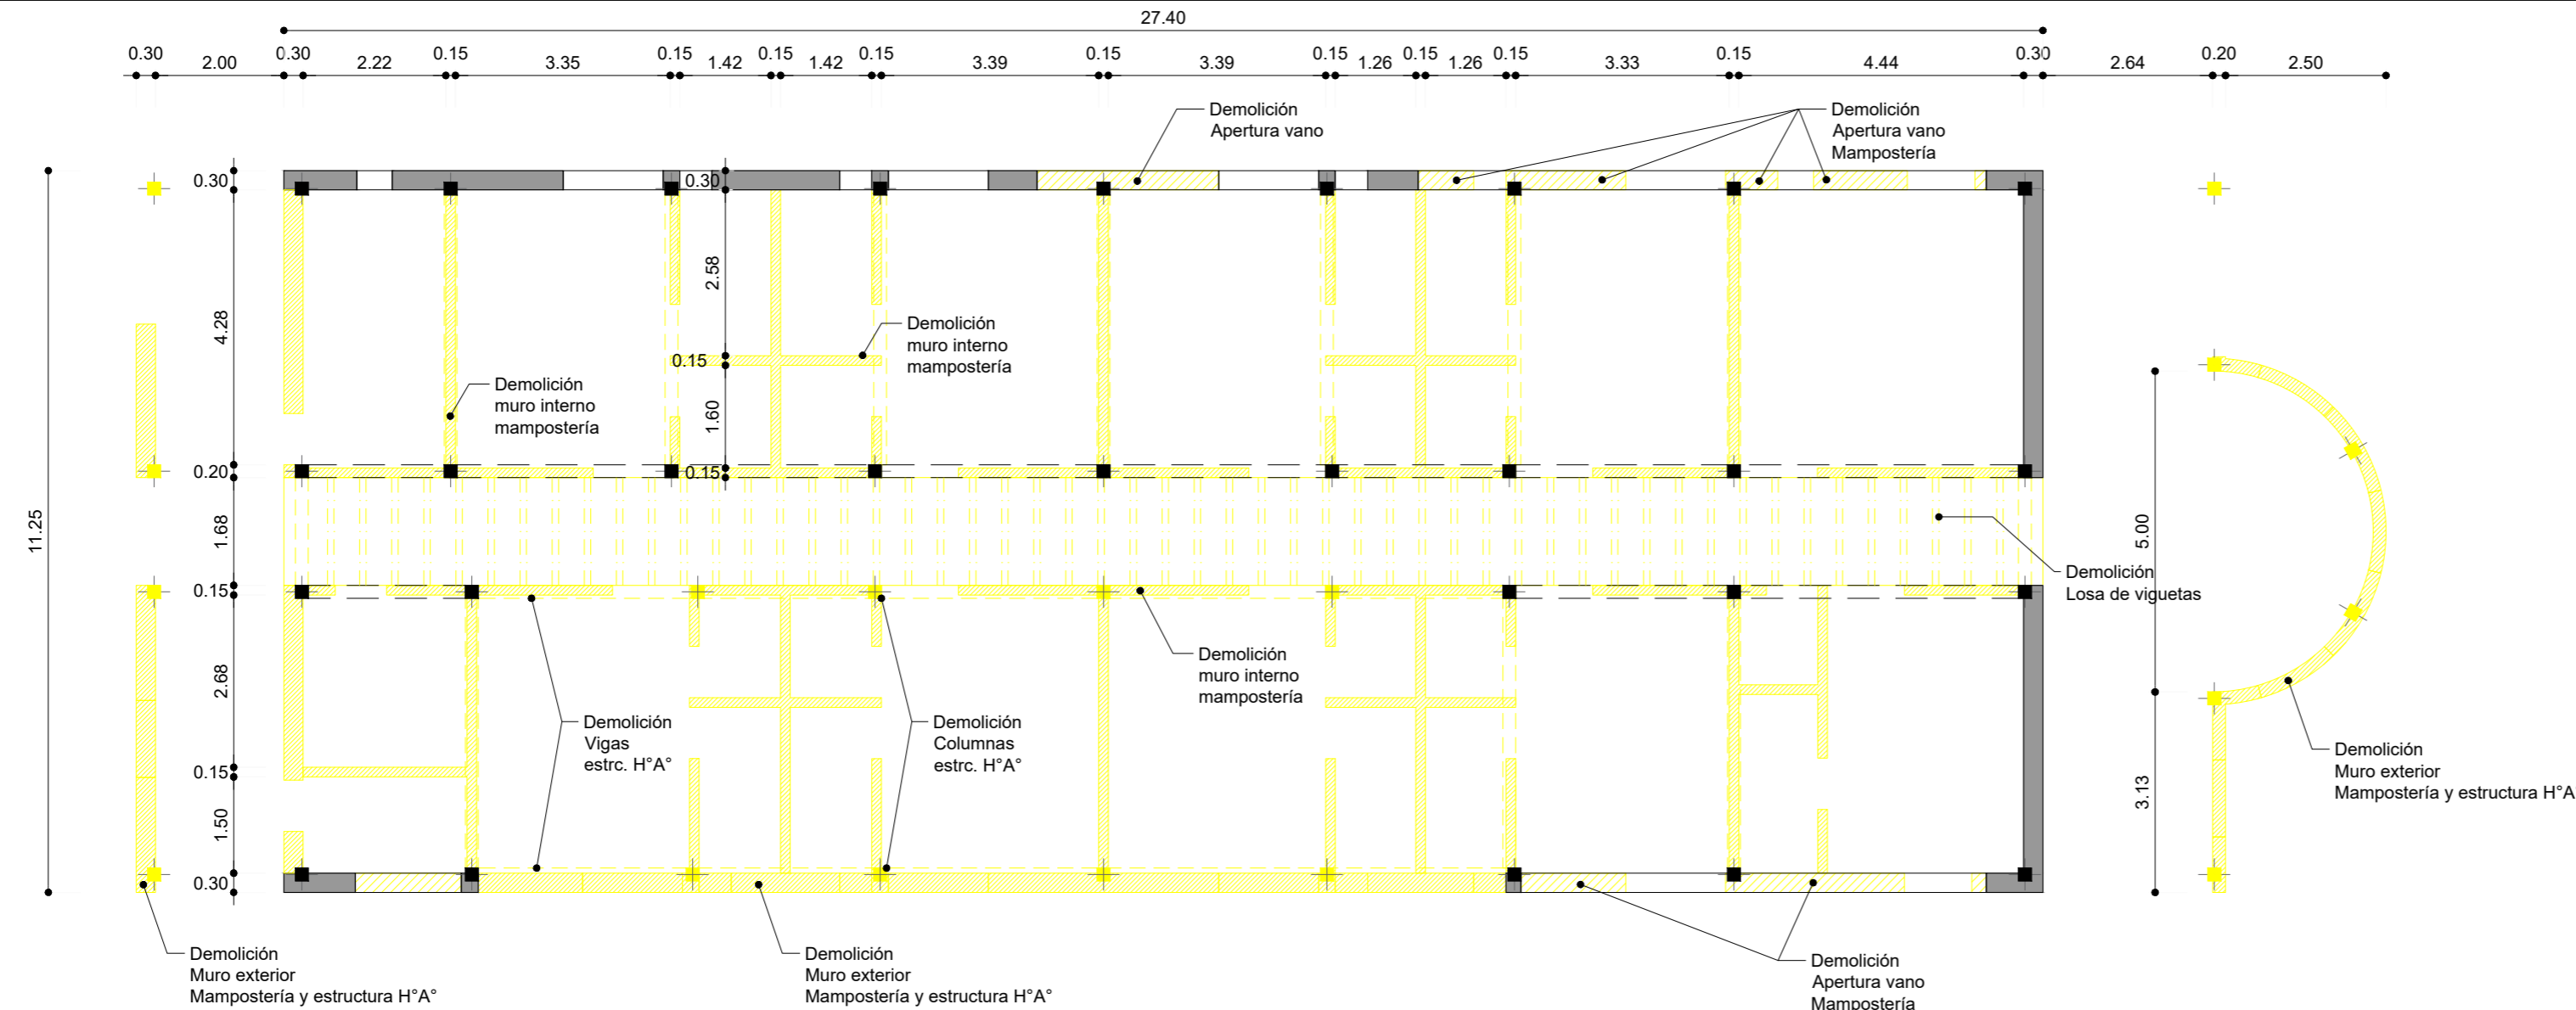 27.40
0.30 2.00 0.30 2.22 0.15 3.35 0.15 1.42 0.15 1.42 0.15 3.39 0.15 3.39 0.15 1.26 0.15 1.26 0.15 3.33 0.15 4.44 0.30 2.64 0.20 2.50
Demolición
Apertura vano
Demolición
Apertura vano
Mampostería
11.25
0.30
4.28
0.20
1.68
0.15
2.68
0.15
1.50
0.30
0.30
2.58
0.15
1.60
0.15
Demolición
muro interno
mampostería
Demolición
muro interno
mampostería
5.00
3.13
Demolición
Losa de viguetas
Demolición
muro interno
mampostería
Demolición
Vigas
estrc. H°A°
Demolición
Columnas
estrc. H°A°
Demolición
Muro exterior
Mampostería y estructura H°A
Demolición
Muro exterior
Mampostería y estructura H°A°
Demolición
Muro exterior
Mampostería y estructura H°A°
Demolición
Apertura vano
Mampostería